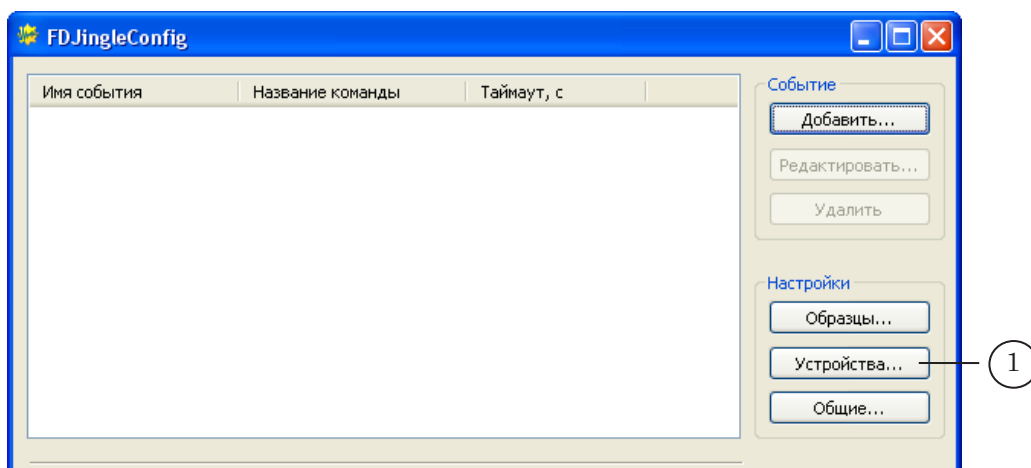 FDJingleConfig
Имя события Название команды Таймаут, с
Событие
Добавить...
Редактировать...
Удалить
Настройки
Образцы...
Устройства...
1
Общие...